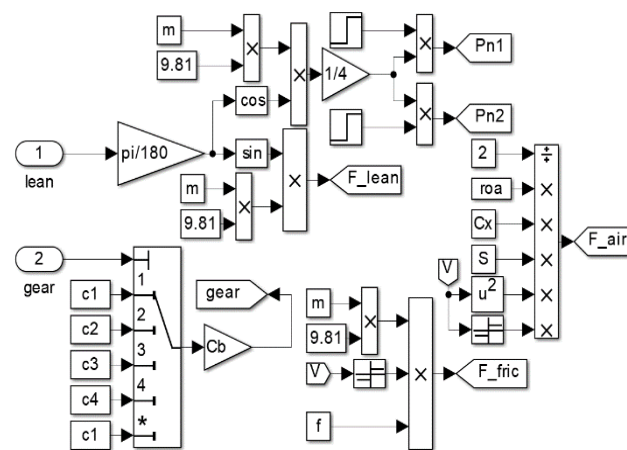 m
9.81
1/4
Pn1
cos
Pn2
1
lean
pi/180
sin
m
9.81
F_lean
2
roa
Cx
S
V
u²
F_air
2
gear
1
c1
2
c2
3
c3
4
c4
*
c1
Cb
gear
m
9.81
V
f
F_fric